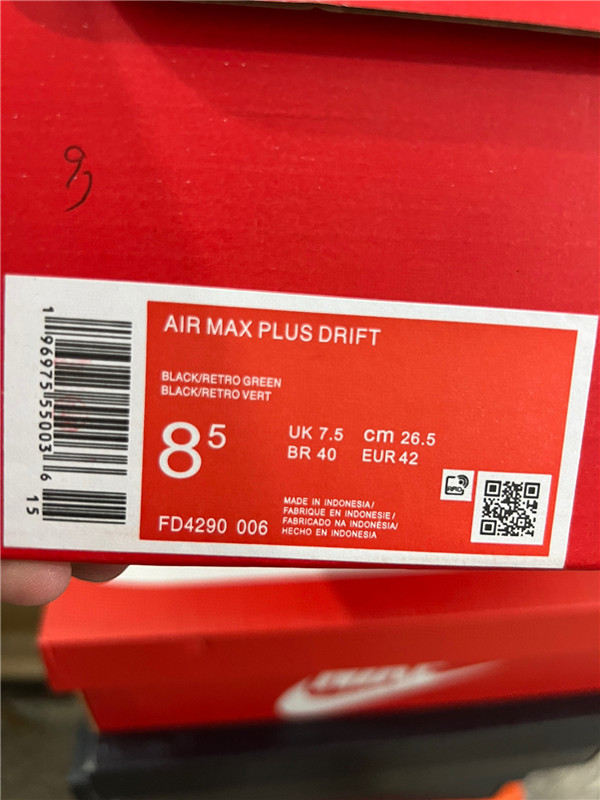 AIR MAX PLUS DRIFT
BLACK/RETRO GREEN
BLACK/RETRO VERT
8⁵
UK 7.5 cm 26.5
BR 40 EUR 42
FD4290 006
MADE IN INDONESIA/
FABRIQUE EN INDONESIE/
FABRICADO NA INDONÉSIA/
HECHO EN INDONESIA
1 96975 55003 6 15
NIKE